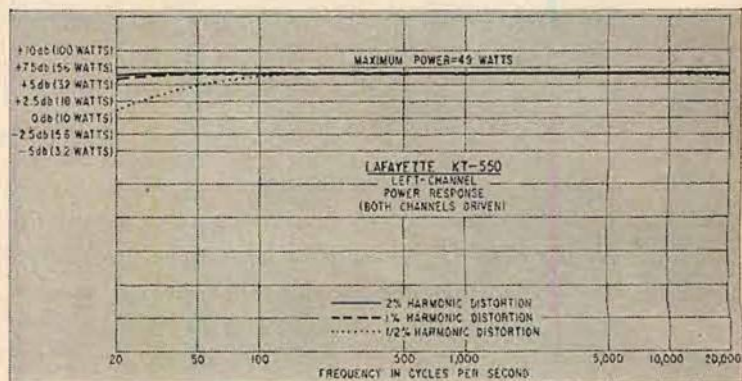 +10db (100 WATTS)
+7.5db (56 WATTS)
+5db (32 WATTS)
+2.5db (18 WATTS)
0db (10 WATTS)
-2.5db (5.6 WATTS)
-5db (3.2 WATTS)
MAXIMUM POWER=49 WATTS
LAFAYETTE KT-550
LEFT-CHANNEL
POWER RESPONSE
(BOTH CHANNELS DRIVEN)
2% HARMONIC DISTORTION
1% HARMONIC DISTORTION
1/2% HARMONIC DISTORTION
20 50 100 500 1,000 5,000 10,000 20,000
FREQUENCY IN CYCLES PER SECOND